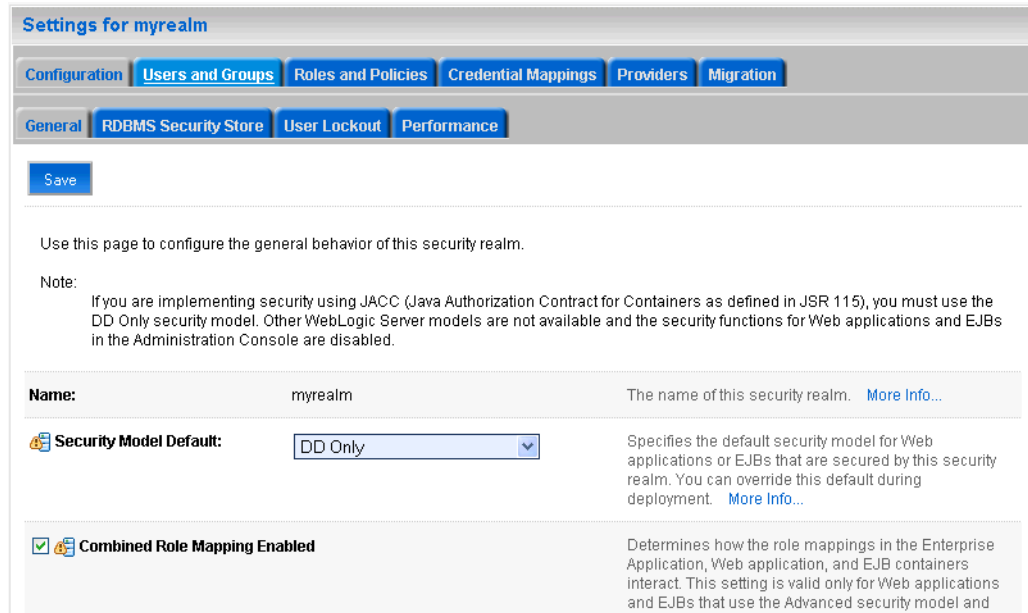 Settings for myrealm
Configuration Users and Groups Roles and Policies Credential Mappings Providers Migration
General RDBMS Security Store User Lockout Performance
Save
Use this page to configure the general behavior of this security realm.
Note:
If you are implementing security using JACC (Java Authorization Contract for Containers as defined in JSR 115), you must use the
DD Only security model. Other WebLogic Server models are not available and the security functions for Web applications and EJBs
in the Administration Console are disabled.
Name: myrealm The name of this security realm. More Info...
Security Model Default: DD Only Specifies the default security model for Web
applications or EJBs that are secured by this security
realm. You can override this default during
deployment. More Info...
Combined Role Mapping Enabled Determines how the role mappings in the Enterprise
Application, Web application, and EJB containers
interact. This setting is valid only for Web applications
and EJBs that use the Advanced security model and